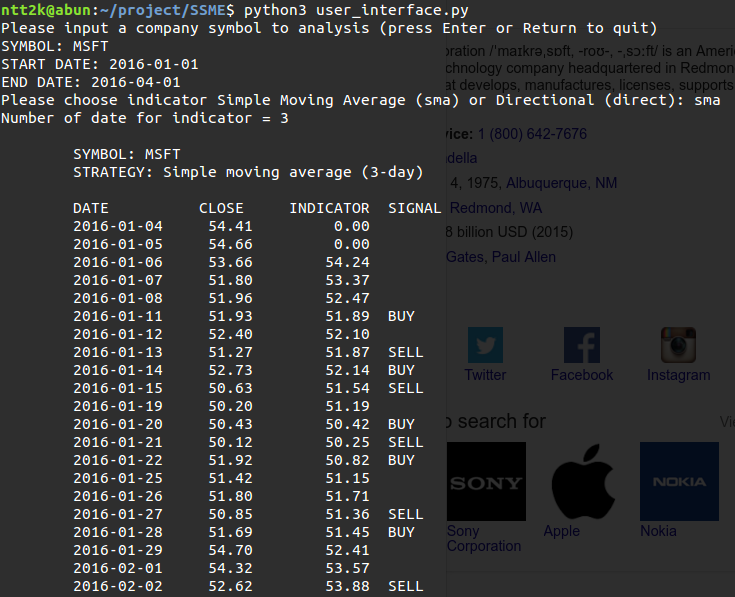 ntt2k@abun:~/project/SSME$ python3 user_interface.py
Please input a company symbol to analysis (press Enter or Return to quit)
SYMBOL: MSFT
START DATE: 2016-01-01
END DATE: 2016-04-01
Please choose indicator Simple Moving Average (sma) or Directional (direct): sma
Number of date for indicator = 3
SYMBOL: MSFT
STRATEGY: Simple moving average (3-day)
DATE CLOSE INDICATOR SIGNAL
2016-01-04 54.41 0.00
2016-01-05 54.66 0.00
2016-01-06 53.66 54.24
2016-01-07 51.80 53.37
2016-01-08 51.96 52.47
2016-01-11 51.93 51.89 BUY
2016-01-12 52.40 52.10
2016-01-13 51.27 51.87 SELL
2016-01-14 52.73 52.14 BUY
2016-01-15 50.63 51.54 SELL
2016-01-19 50.20 51.19
2016-01-20 50.43 50.42 BUY
2016-01-21 50.12 50.25 SELL
2016-01-22 51.92 50.82 BUY
2016-01-25 51.42 51.15
2016-01-26 51.80 51.71
2016-01-27 50.85 51.36 SELL
2016-01-28 51.69 51.45 BUY
2016-01-29 54.70 52.41
2016-02-01 54.32 53.57
2016-02-02 52.62 53.88 SELL
oration /ˈmaɪkrəˌsɒft, -roʊ-, -ˌsɔːft/ is an Ameri
chnology company headquartered in Redmon
at develops, manufactures, licenses, supports
vice: 1 (800) 642-7676
adella
4, 1975, Albuquerque, NM
Redmond, WA
8 billion USD (2015)
Gates, Paul Allen
Twitter
Facebook
Instagram
o search for
Vie
SONY
NOKIA
Sony Corporation
Apple
Nokia